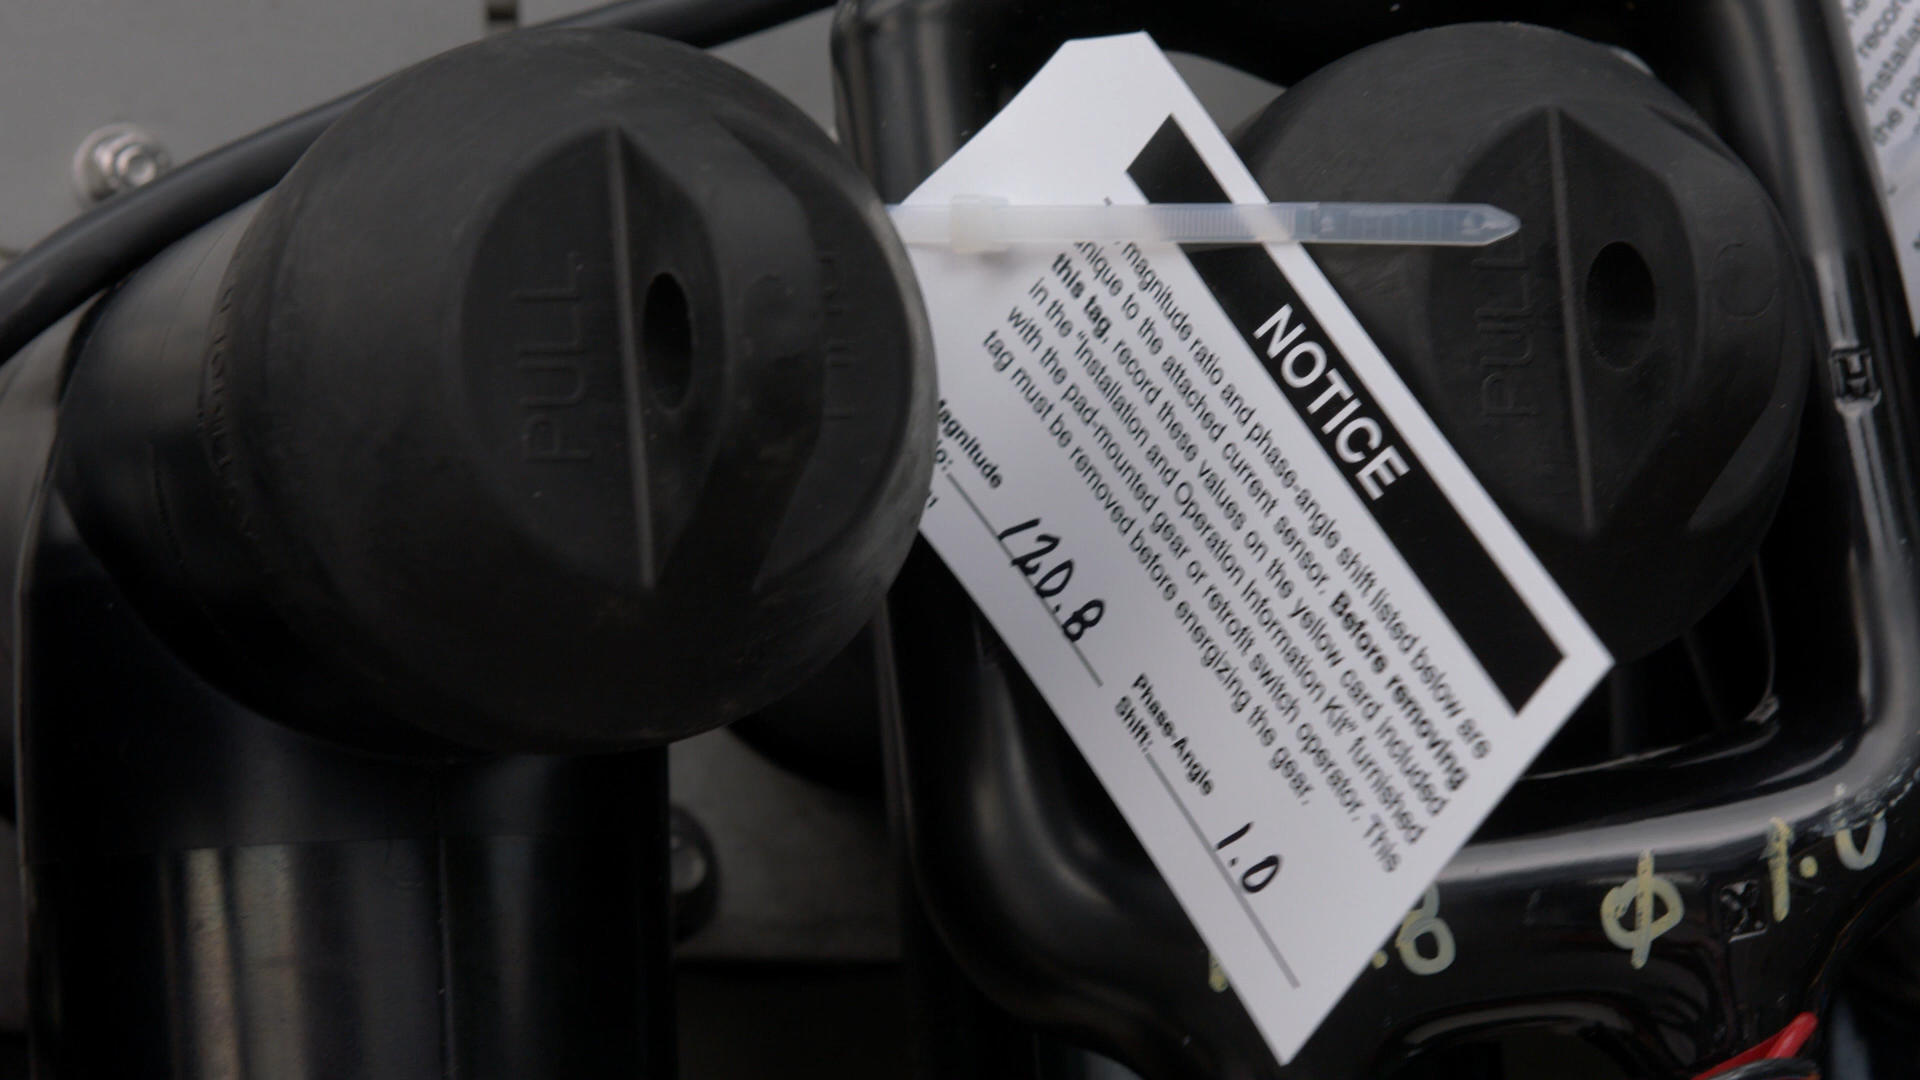 NOTICE
magnitude ratio and phase-angle shift listed below are
unique to the attached current sensor. Before removing
this tag, record these values on the yellow card included
in the "Installation and Operation Information Kit" furnished
with the pad-mounted gear or retrofit switch operator. This
tag must be removed before energizing the gear.
Magnitude
120.8
Phase-Angle
Shift:
1.0
PULL
PULL
Φ 1.0